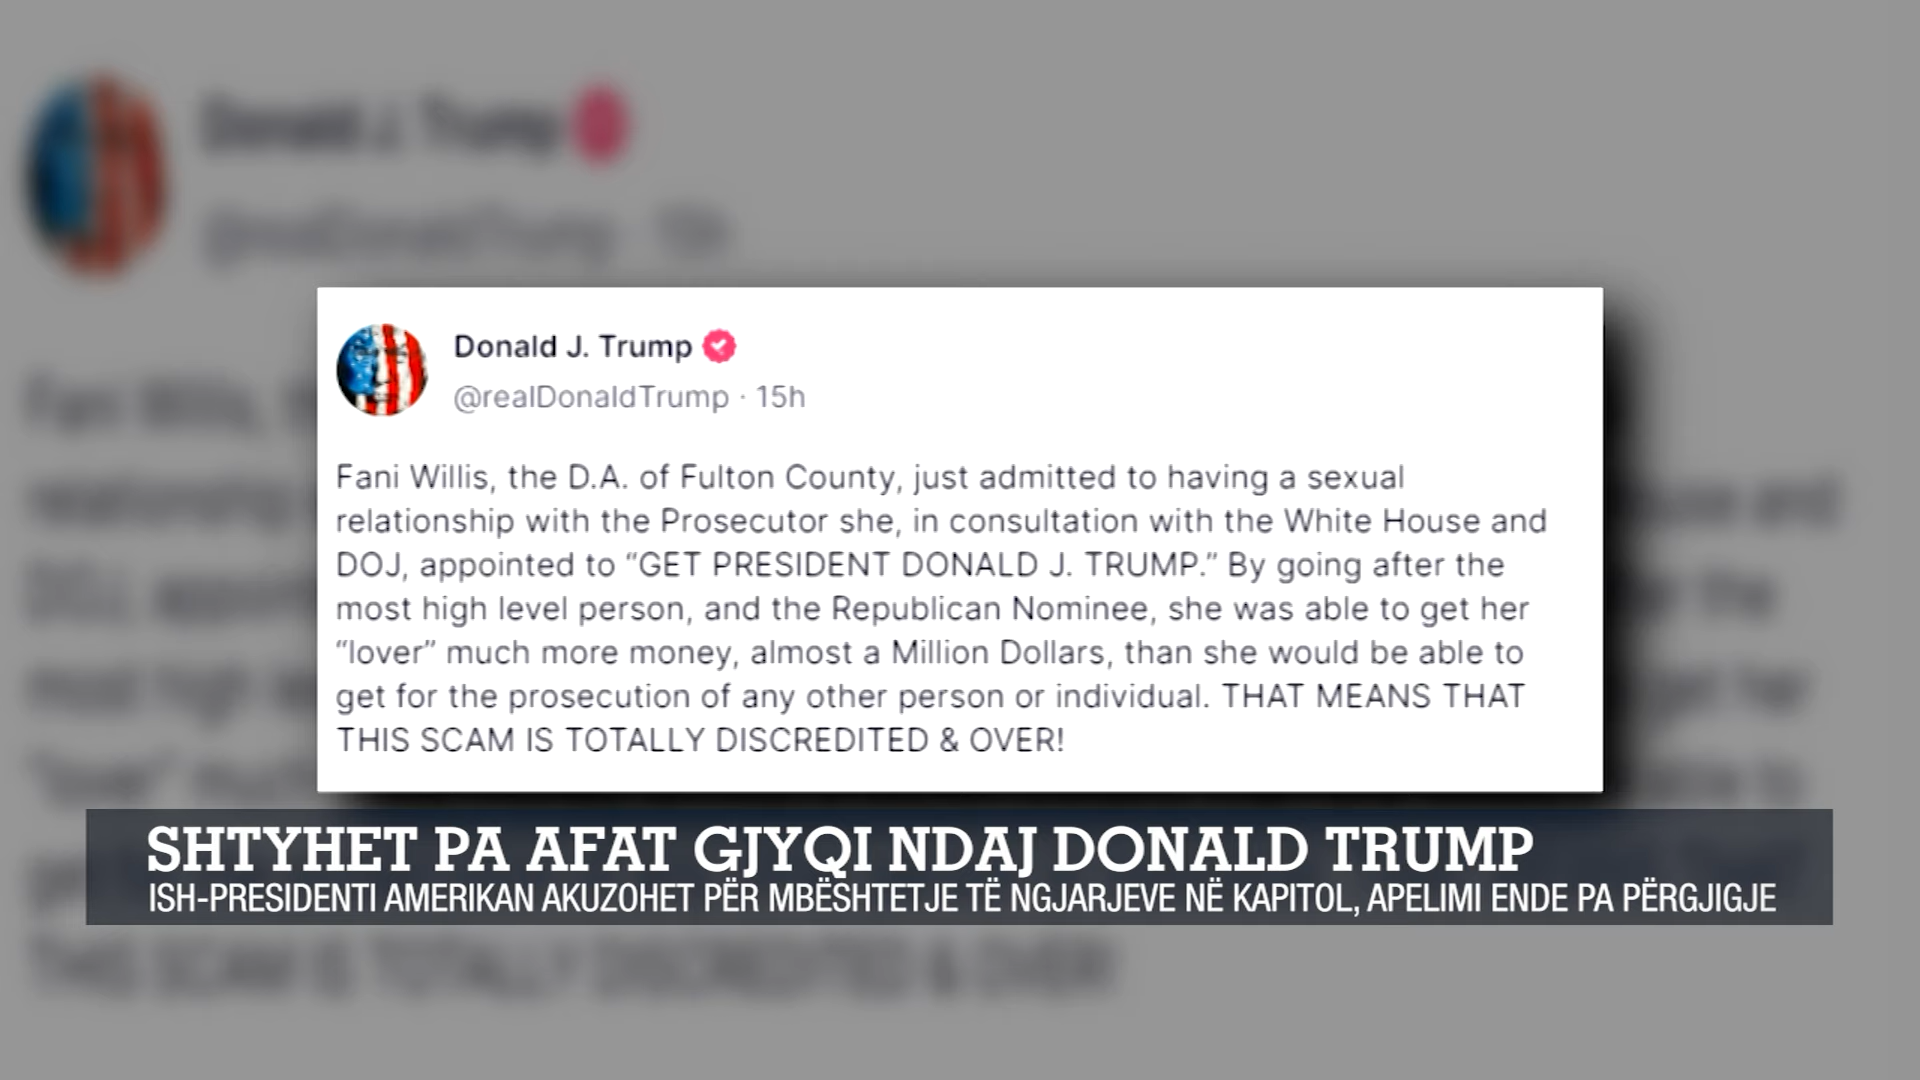 Donald J. Trump
@realDonaldTrump · 15h
Fani Willis, the D.A. of Fulton County, just admitted to having a sexual
relationship with the Prosecutor she, in consultation with the White House and
DOJ, appointed to “GET PRESIDENT DONALD J. TRUMP.” By going after the
most high level person, and the Republican Nominee, she was able to get her
“lover” much more money, almost a Million Dollars, than she would be able to
get for the prosecution of any other person or individual. THAT MEANS THAT
THIS SCAM IS TOTALLY DISCREDITED & OVER!
SHTYHET PA AFAT GJYQI NDAJ DONALD TRUMP
ISH-PRESIDENTI AMERIKAN AKUZOHET PËR MBËSHTETJE TË NGJARJEVE NË KAPITOL, APELIMI ENDE PA PËRGJIGJE